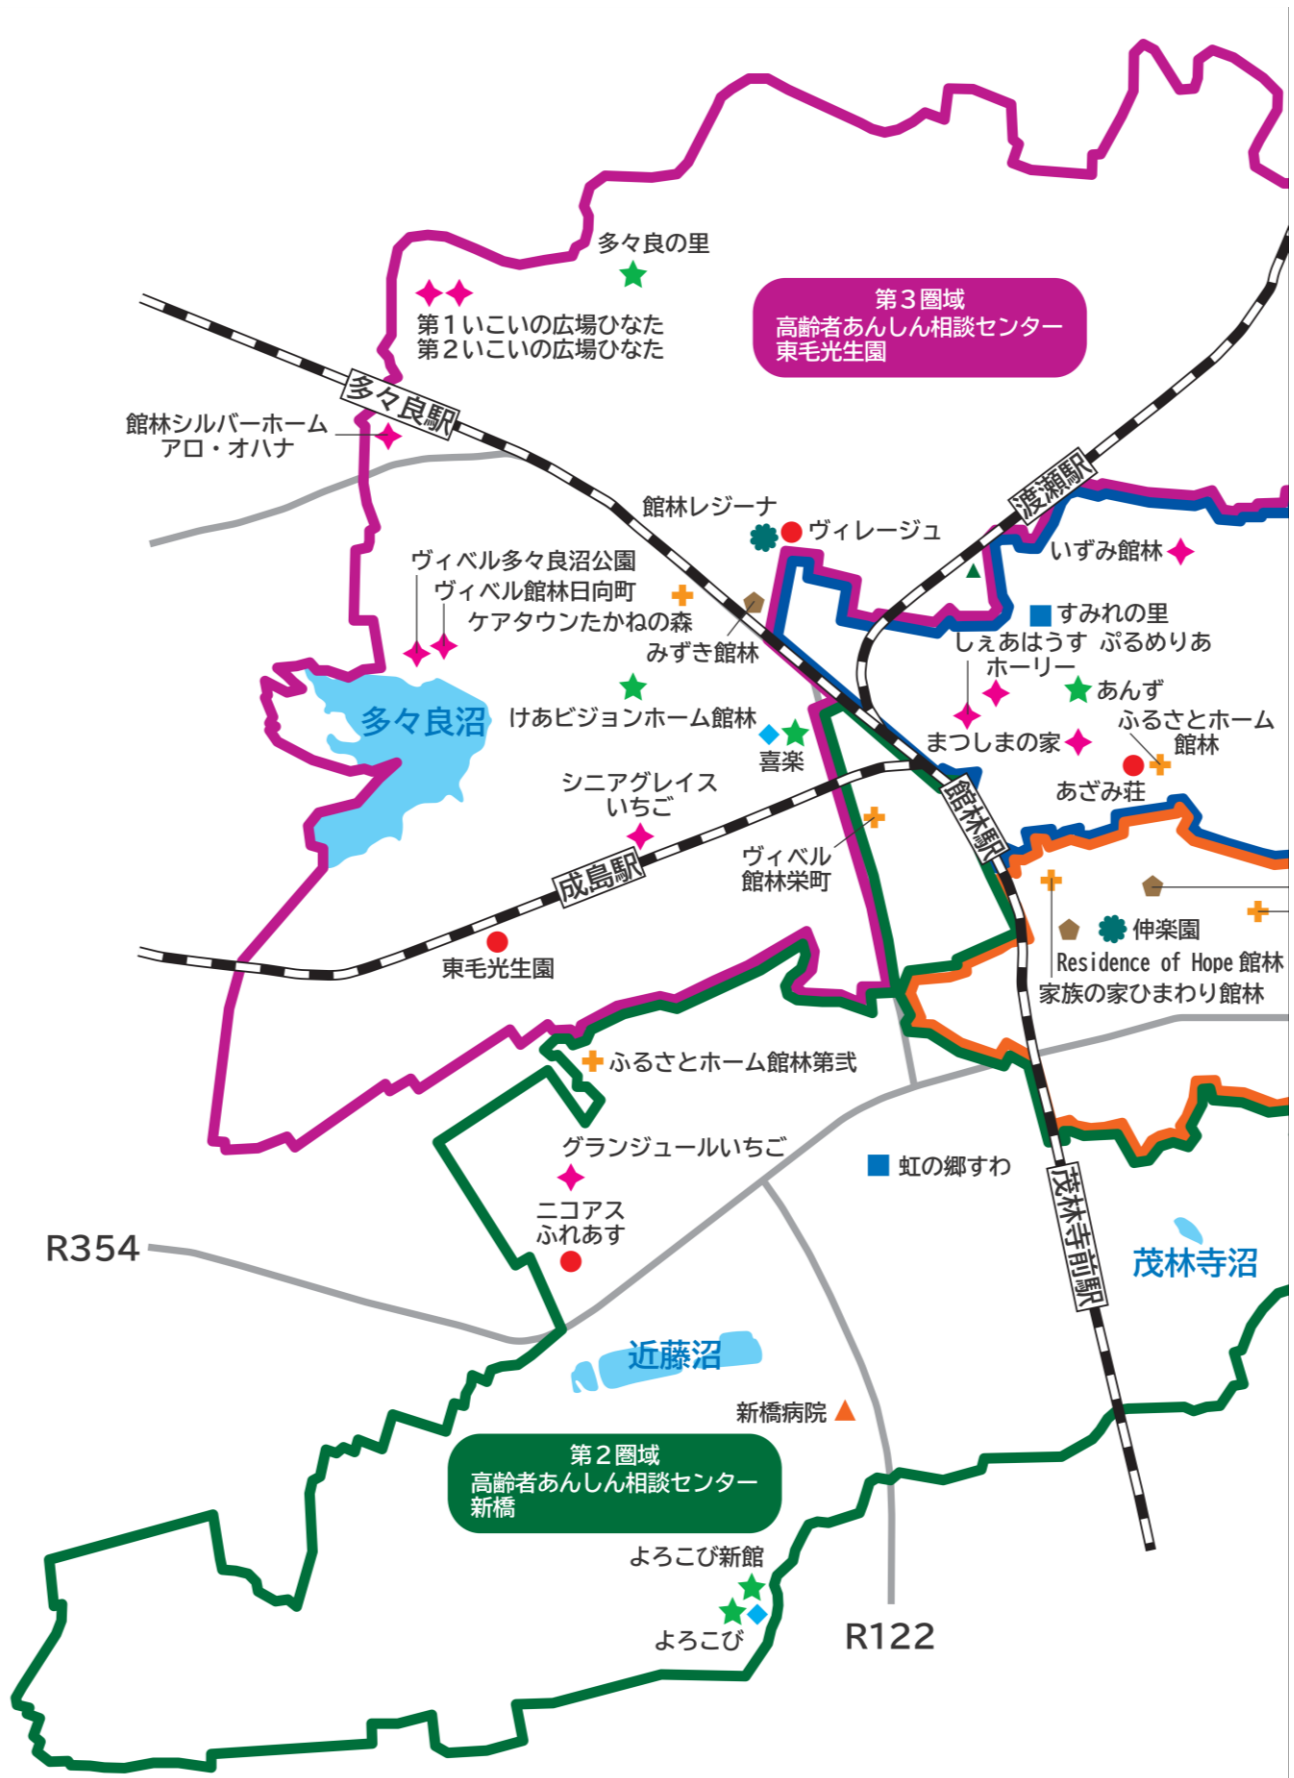 多々良の里
第3圏域
高齢者あんしん相談センター
東毛光生園
第1いこいの広場ひなた
第2いこいの広場ひなた
多々良駅
館林シルバーホーム
アロ・オハナ
渡瀬駅
館林レジーナ
ヴィレージュ
いずみ館林
ヴィベル多々良沼公園
ヴィベル館林日向町
ケアタウンたかねの森
みずき館林
すみれの里
しぇあはうす ぷるめりあ
ホーリー
あんず
けあビジョンホーム館林
多々良沼
喜楽
まつしまの家
ふるさとホーム
館林
あざみ荘
シニアグレイス
いちご
館林駅
ヴィベル
館林栄町
成島駅
伸楽園
東毛光生園
Residence of Hope 館林
家族の家ひまわり館林
ふるさとホーム館林第弐
グランジュールいちご
虹の郷すわ
ニコアス
ふれあす
茂林寺前駅
茂林寺沼
R354
近藤沼
新橋病院
第2圏域
高齢者あんしん相談センター
新橋
よろこび新館
よろこび
R122